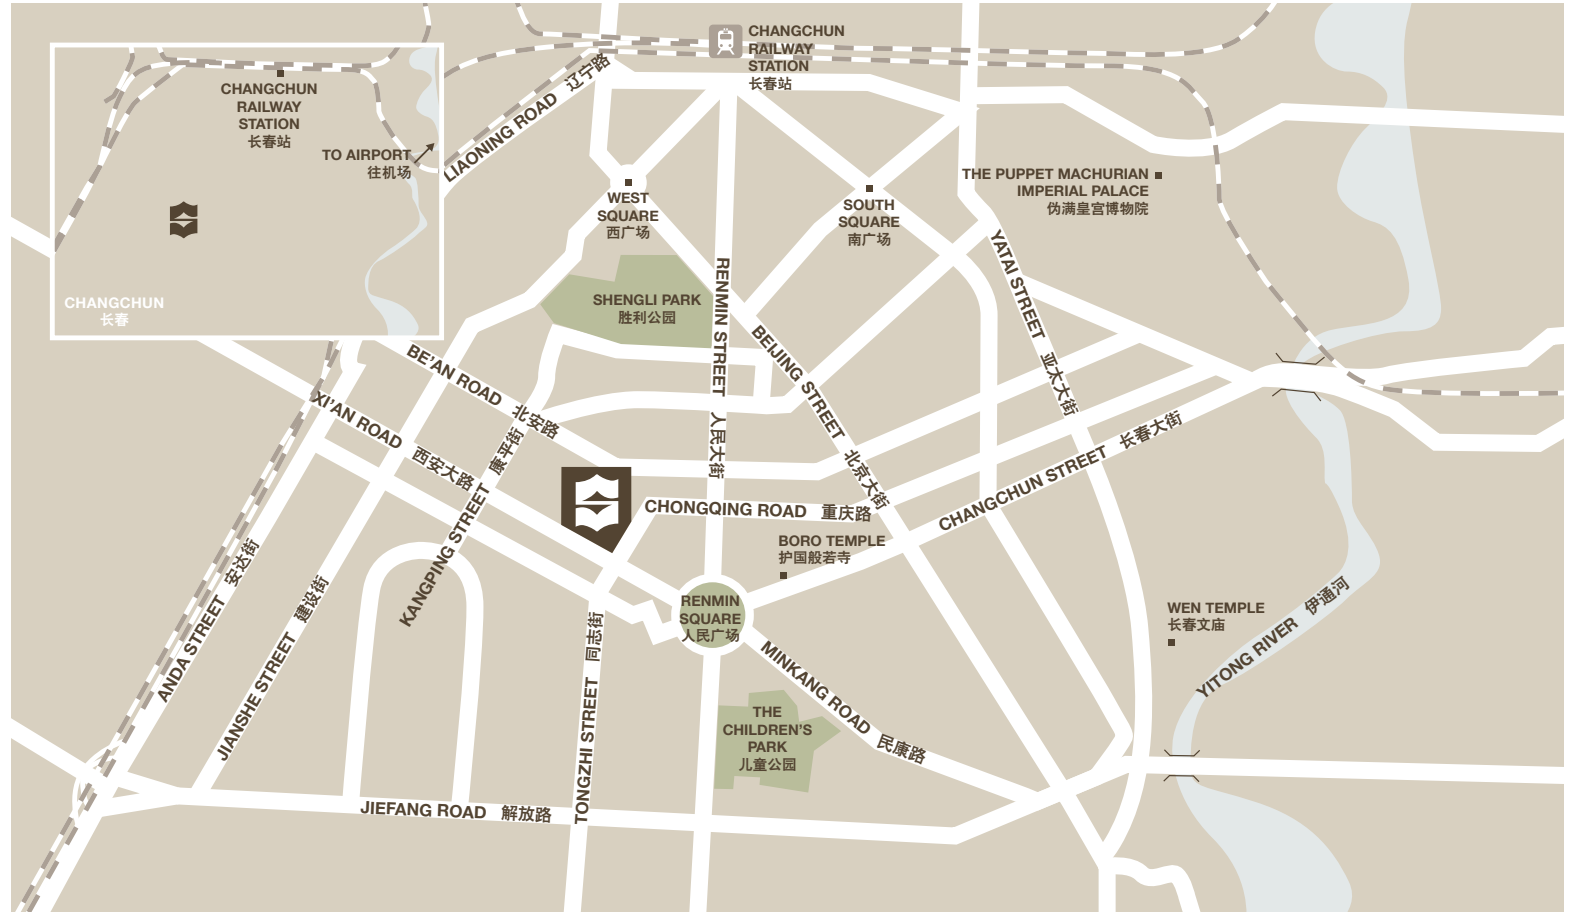 CHANGCHUN
RAILWAY
STATION
长春站
TO AIRPORT
往机场
CHANGCHUN
长春
CHANGCHUN
RAILWAY
STATION
长春站
LIAONING ROAD 辽宁路
WEST
SQUARE
西广场
SOUTH
SQUARE
南广场
THE PUPPET MACHURIAN
IMPERIAL PALACE
伪满皇宫博物院
SHENGLI PARK
胜利公园
RENMIN STREET 人民大街
BEIJING STREET 北京大街
YATAI STREET 亚太大街
BE'AN ROAD 北安路
XI'AN ROAD 西安大路
KANGPING STREET 康平街
CHONGQING ROAD 重庆路
CHANGCHUN STREET 长春大街
BORO TEMPLE
护国般若寺
ANDA STREET 安达街
JIANSHE STREET 建设街
TONGZHI STREET 同志街
RENMIN
SQUARE
人民广场
MINKANG ROAD 民康路
THE
CHILDREN'S
PARK
儿童公园
WEN TEMPLE
长春文庙
YITONG RIVER 伊通河
JIEFANG ROAD 解放路